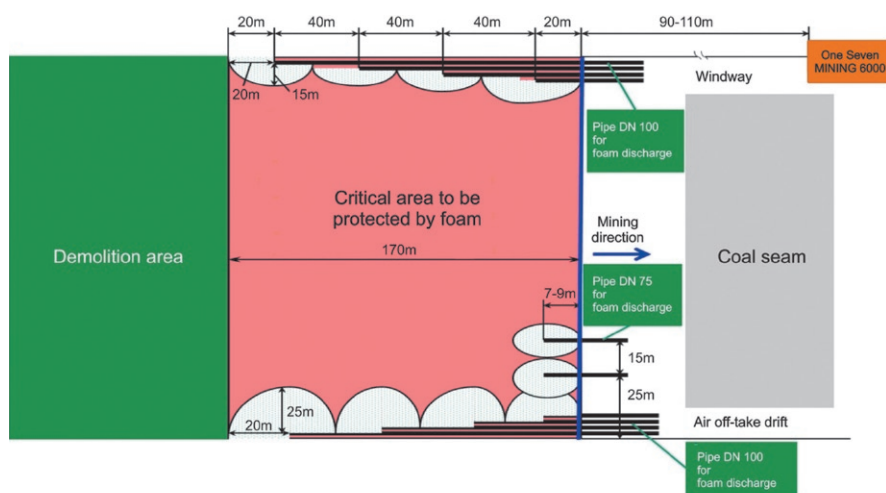 20m 40m 40m 40m 20m 90-110m
One Seven
MINING 6000
Windway
20m
15m
Pipe DN 100
for
foam discharge
Critical area to be
protected by foam
Mining
direction
Demolition area
170m
Coal seam
Pipe DN 75
for
foam discharge
7-9m
15m
25m
25m
20m
Air off-take drift
Pipe DN 100
for
foam discharge